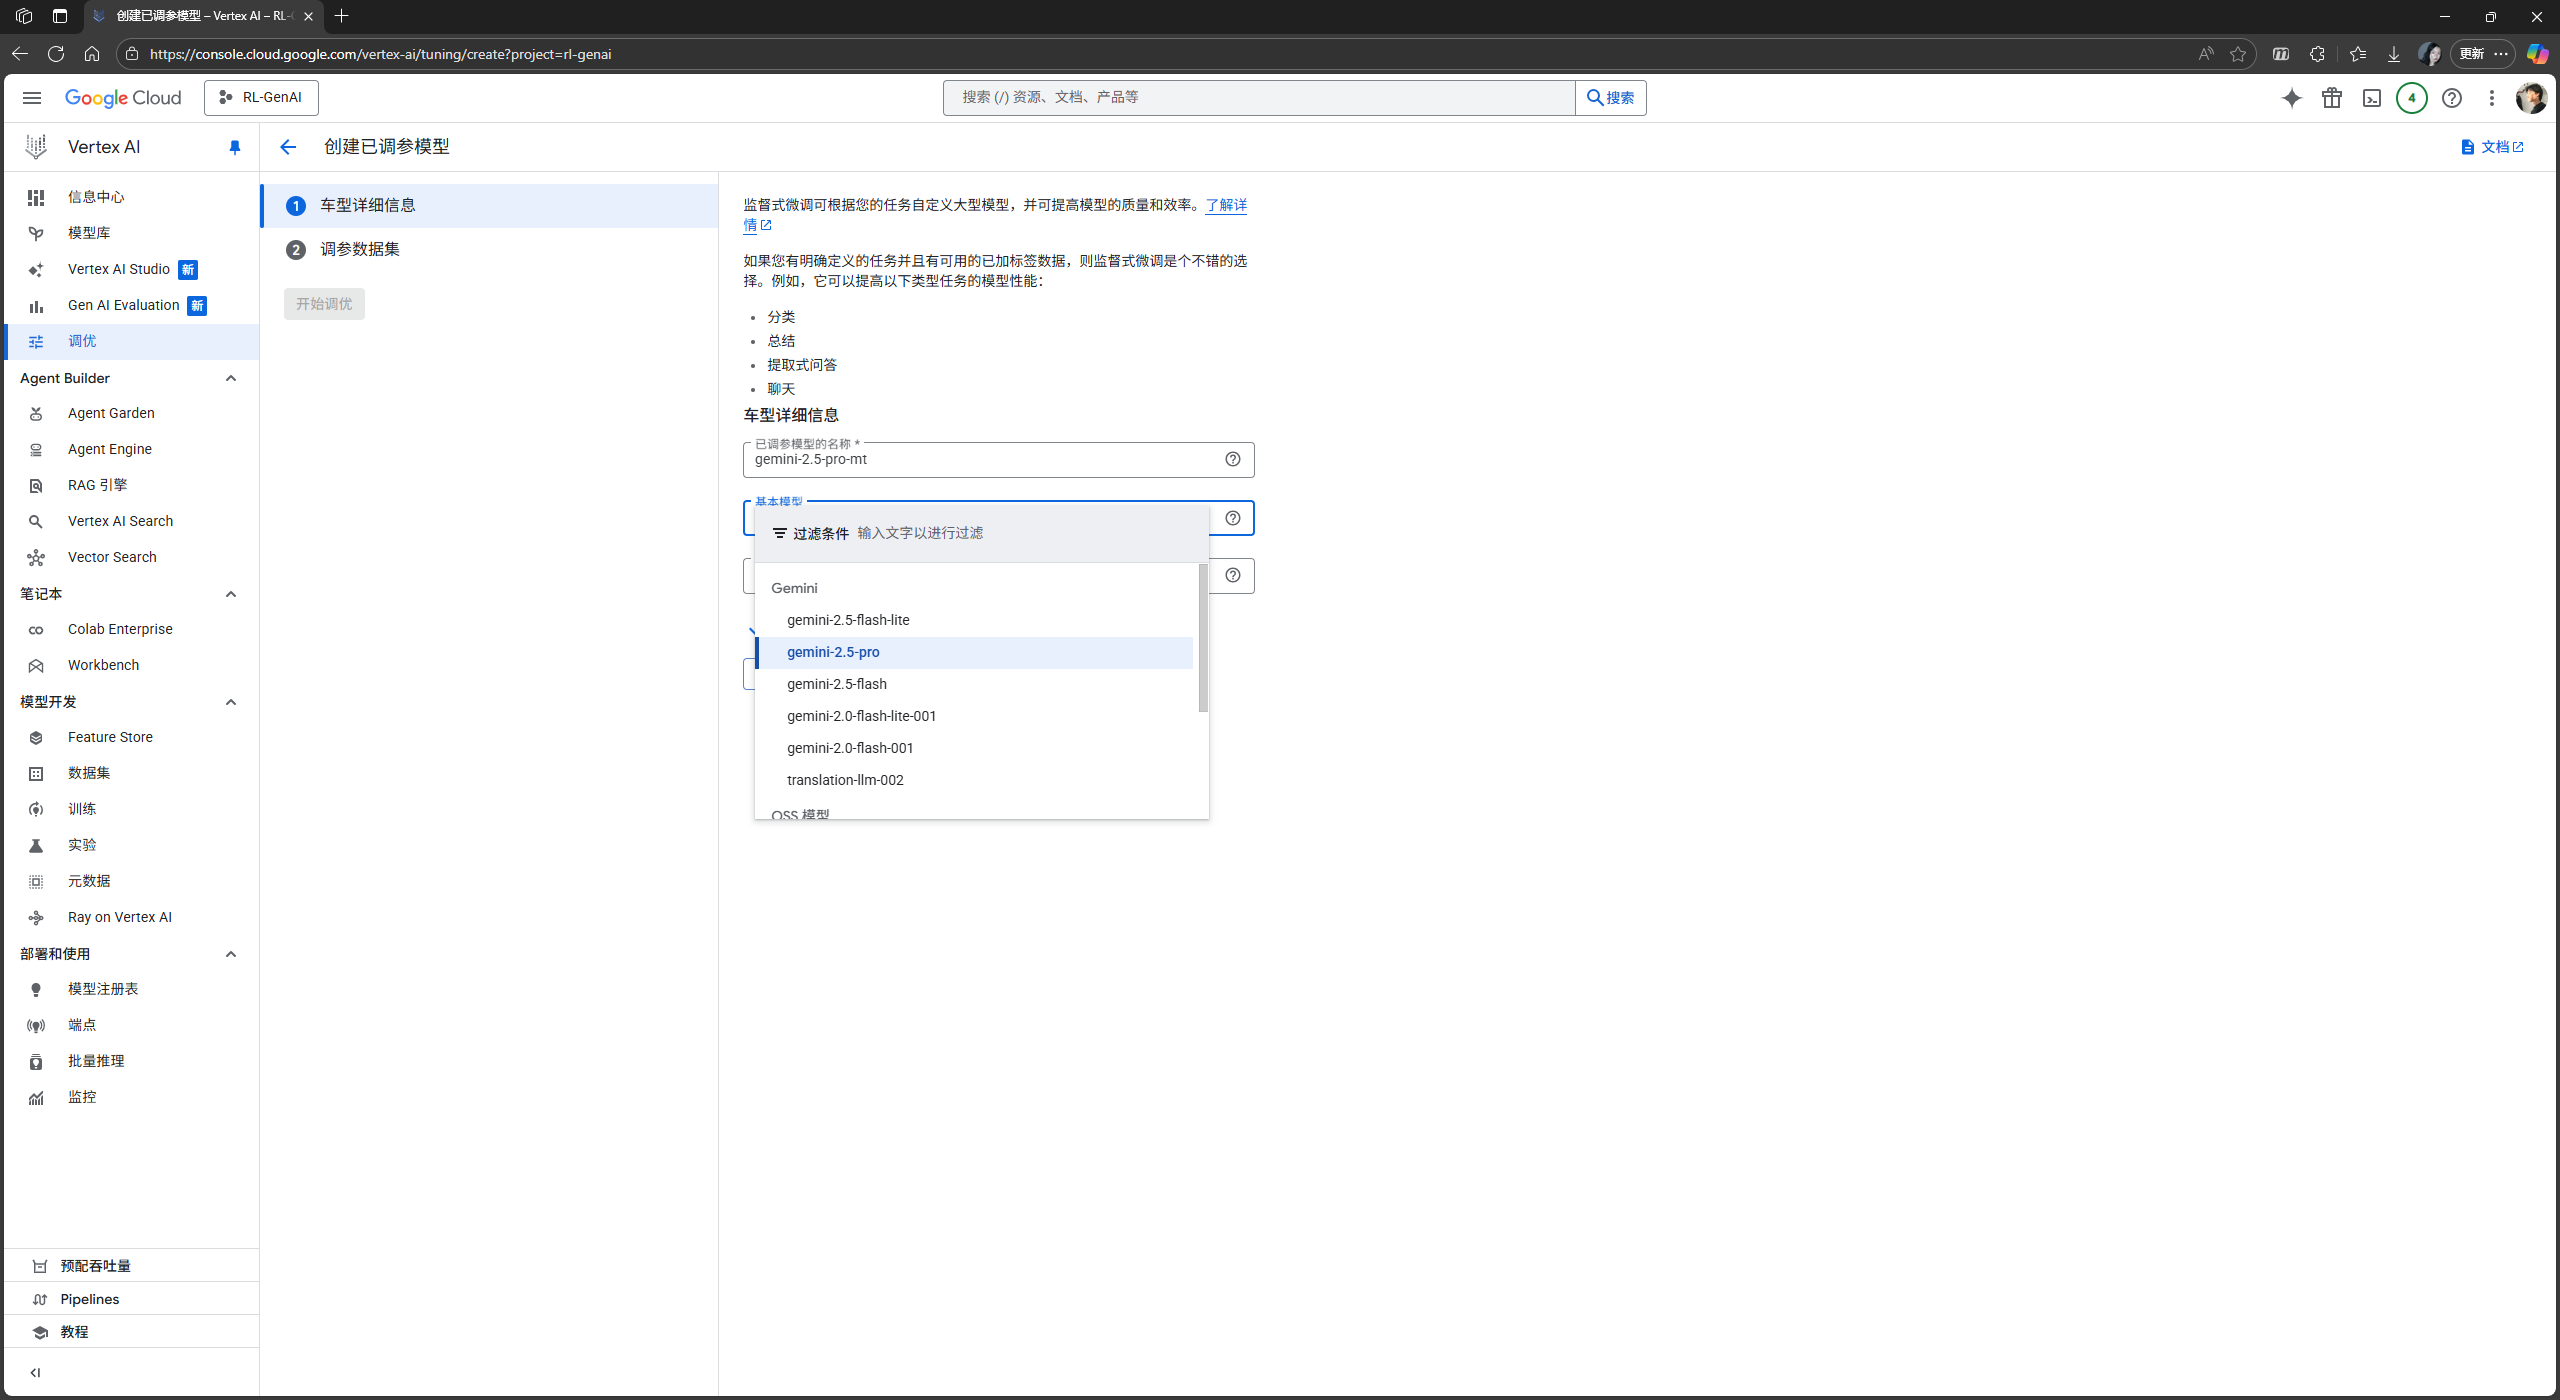 创建已调参模型 – Vertex AI – RL-
https://console.cloud.google.com/vertex-ai/tuning/create?project=rl-genai
更新
Google Cloud
RL-GenAI
搜索 (/) 资源、文档、产品等
搜索
4
Vertex AI
创建已调参模型
文档
信息中心
模型库
Vertex AI Studio 新
Gen AI Evaluation 新
调优
Agent Builder
Agent Garden
Agent Engine
RAG 引擎
Vertex AI Search
Vector Search
笔记本
Colab Enterprise
Workbench
模型开发
Feature Store
数据集
训练
实验
元数据
Ray on Vertex AI
部署和使用
模型注册表
端点
批量推理
监控
预配吞吐量
Pipelines
教程
1 车型详细信息
2 调参数据集
开始调优
监督式微调可根据您的任务自定义大型模型，并可提高模型的质量和效率。了解详
情
如果您有明确定义的任务并且有可用的已加标签数据，则监督式微调是个不错的选
择。例如，它可以提高以下类型任务的模型性能：
• 分类
• 总结
• 提取式问答
• 聊天
车型详细信息
已调参模型的名称 *
gemini-2.5-pro-mt
基本模型
过滤条件 输入文字以进行过滤
Gemini
gemini-2.5-flash-lite
gemini-2.5-pro
gemini-2.5-flash
gemini-2.0-flash-lite-001
gemini-2.0-flash-001
translation-llm-002
OSS 模型